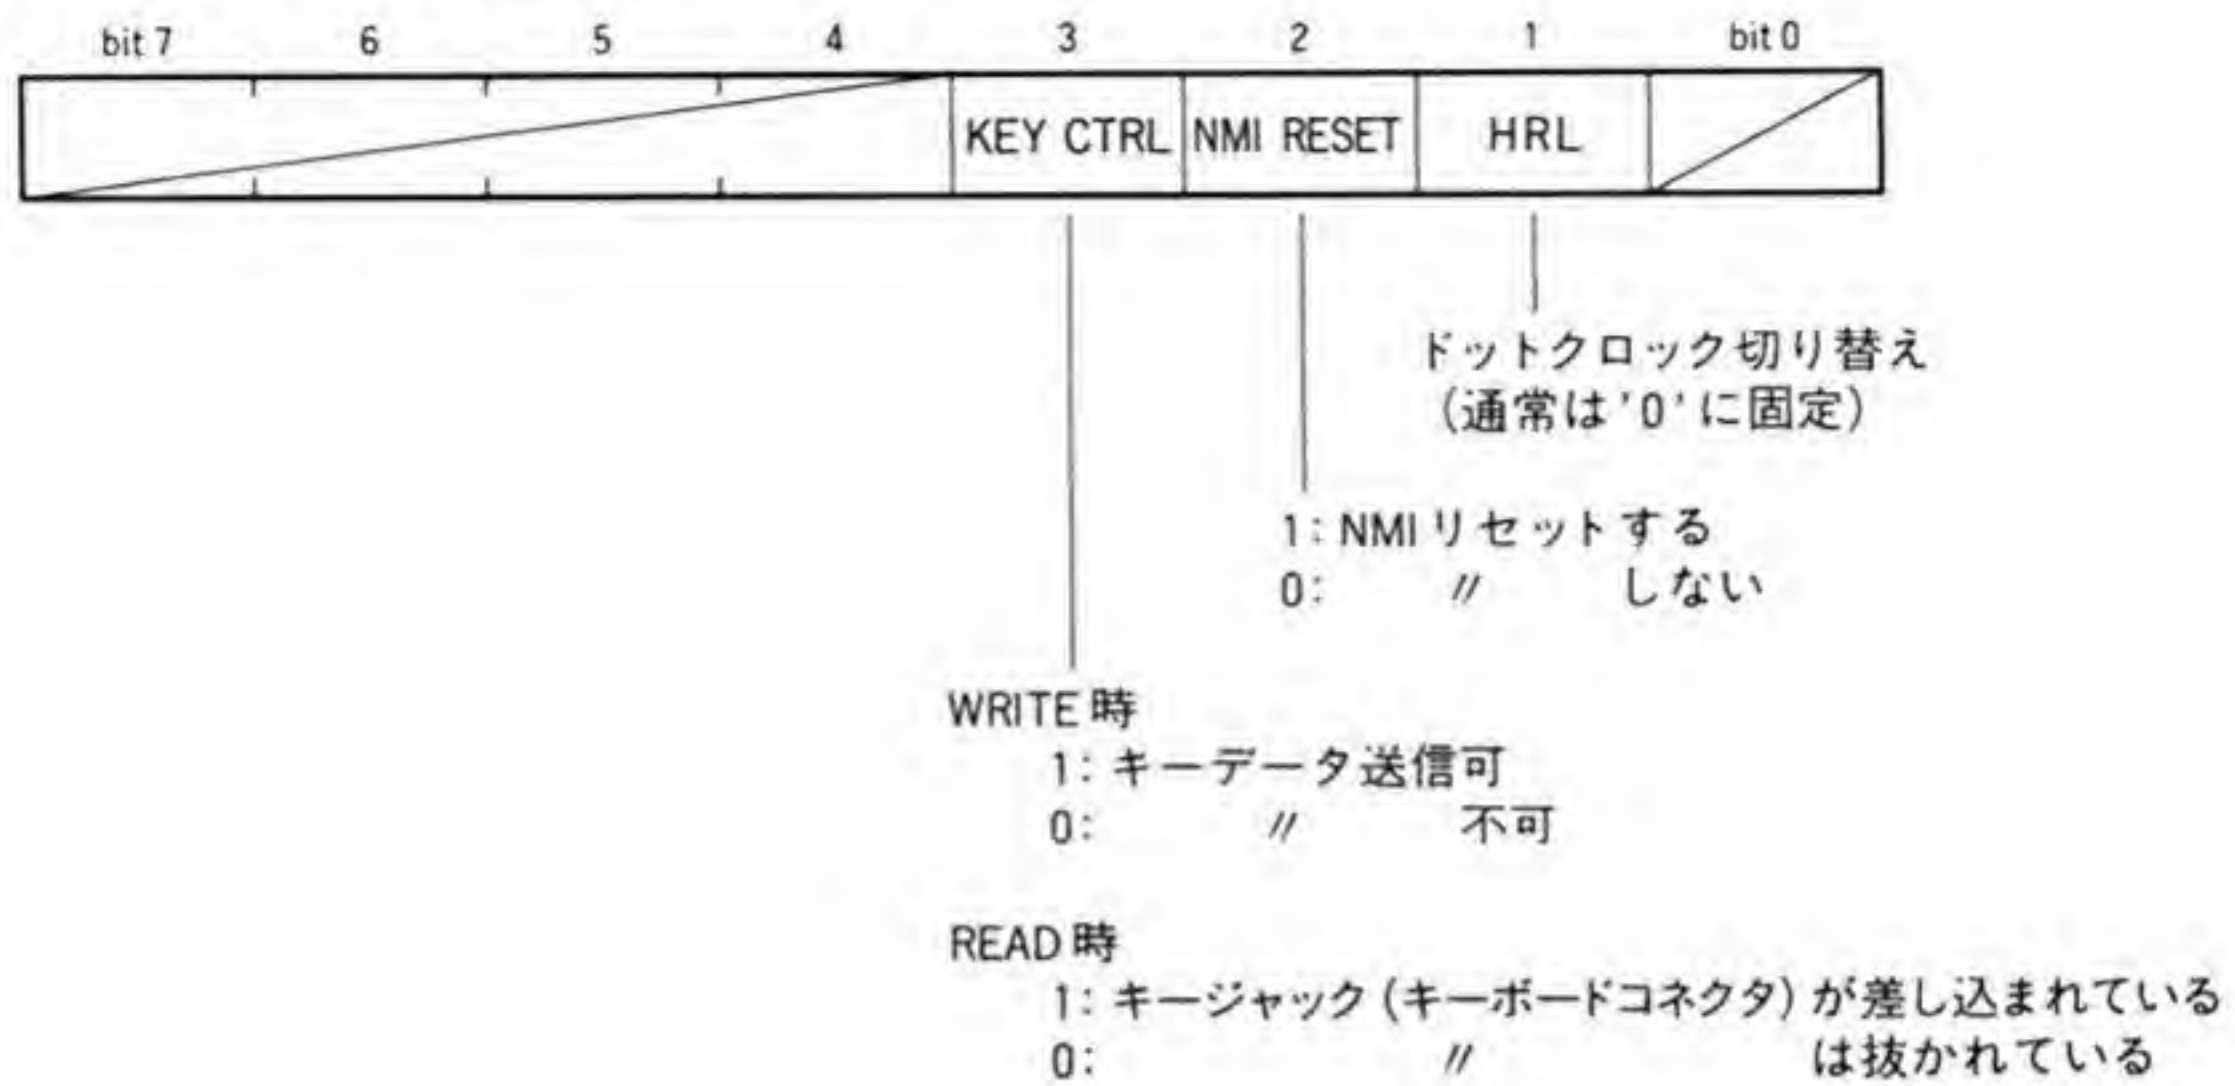 bit 7 6 5 4 3 2 1 bit 0
KEY CTRL NMI RESET HRL
ドットクロック切り替え
(通常は'0'に固定)
1: NMIリセットする
0: 〃 しない
WRITE時
1: キーデータ送信可
0: 〃 不可
READ時
1: キージャック(キーボードコネクタ)が差し込まれている
0: 〃 は抜かれている